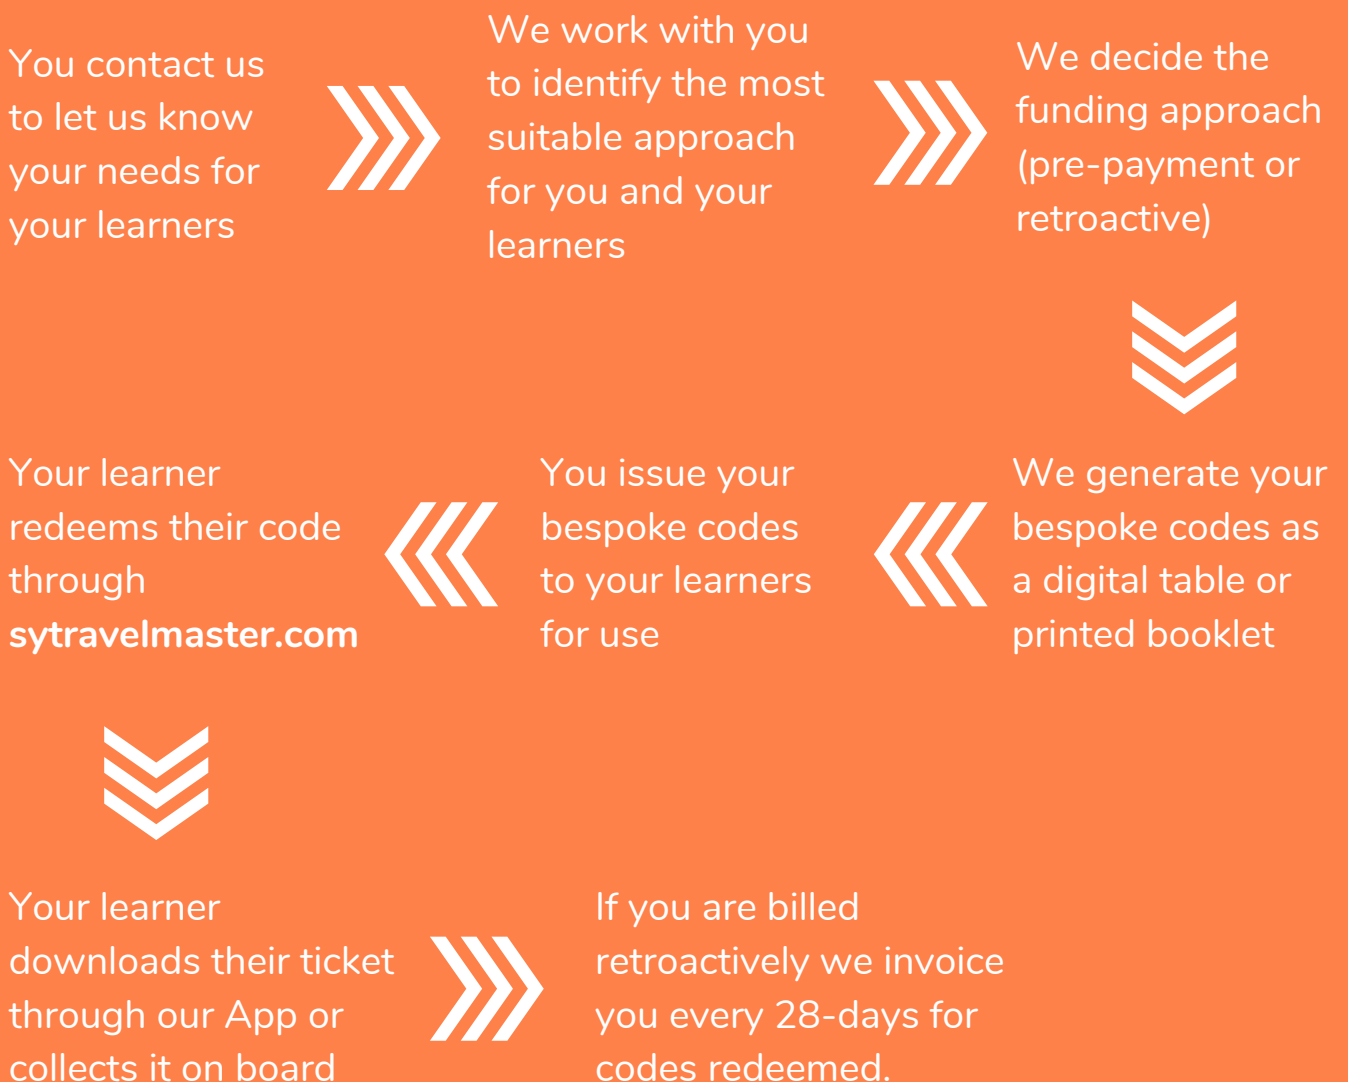 You contact us
to let us know
your needs for
your learners
We work with you
to identify the most
suitable approach
for you and your
learners
We decide the
funding approach
(pre-payment or
retroactive)
We generate your
bespoke codes as
a digital table or
printed booklet
You issue your
bespoke codes
to your learners
for use
Your learner
redeems their code
through
sytravelmaster.com
Your learner
downloads their ticket
through our App or
collects it on board
If you are billed
retroactively we invoice
you every 28-days for
codes redeemed.